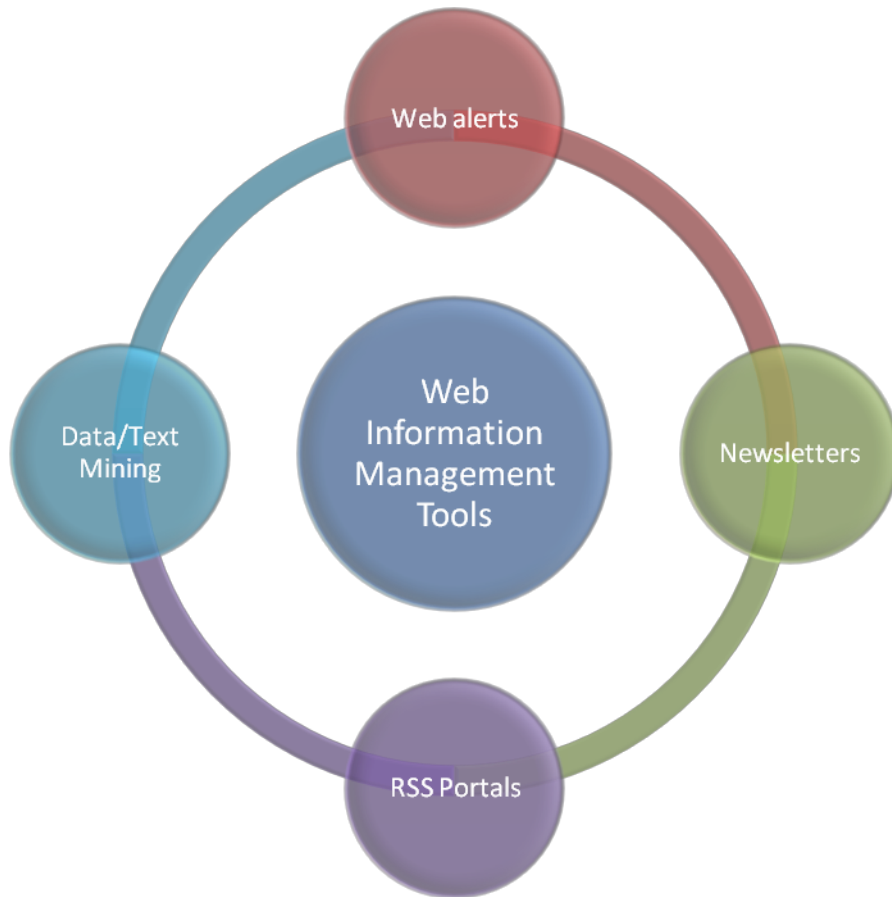 Web alerts
Web
Information
Management
Tools
Data/Text
Mining
Newsletters
RSS Portals